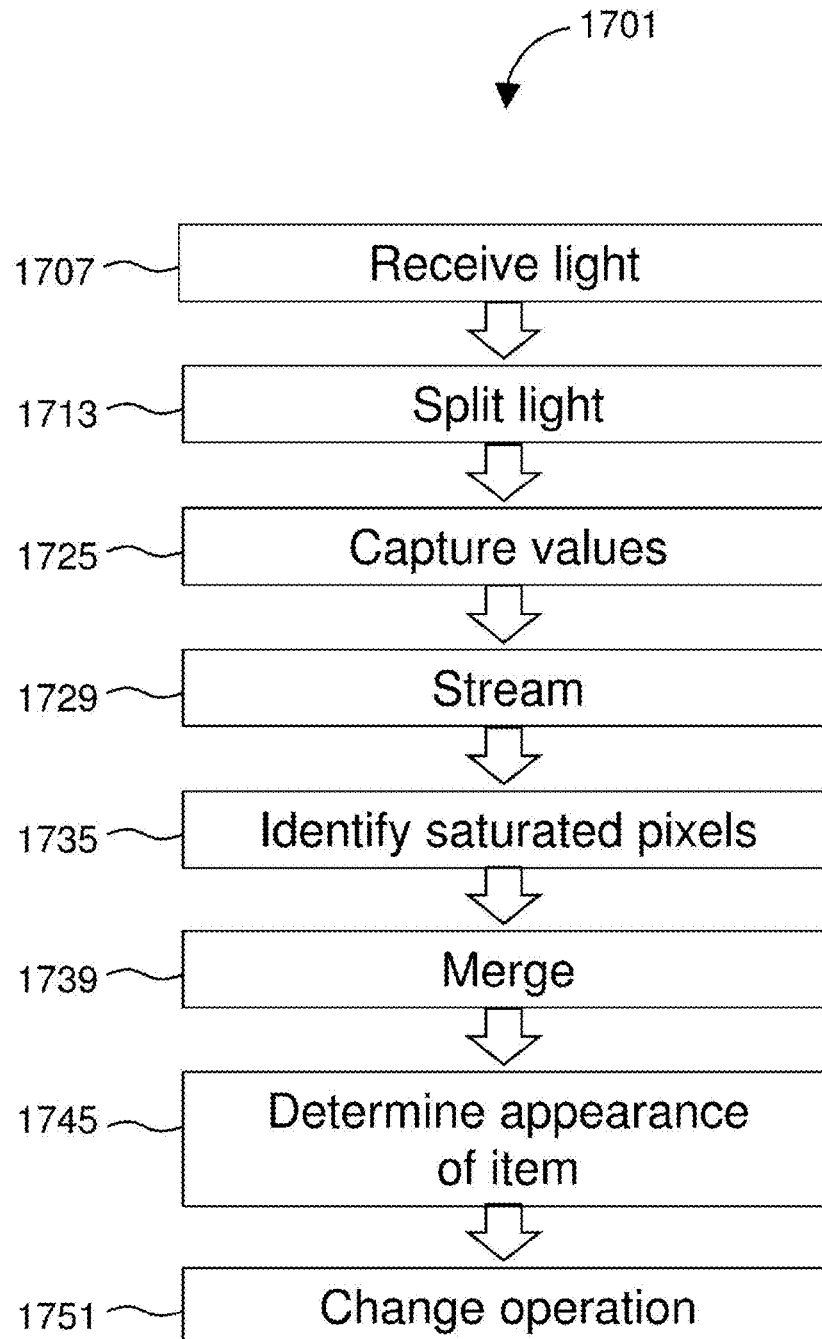 1701
1707 Receive light
1713 Split light
1725 Capture values
1729 Stream
1735 Identify saturated pixels
1739 Merge
1745 Determine appearance
of item
1751 Change operation